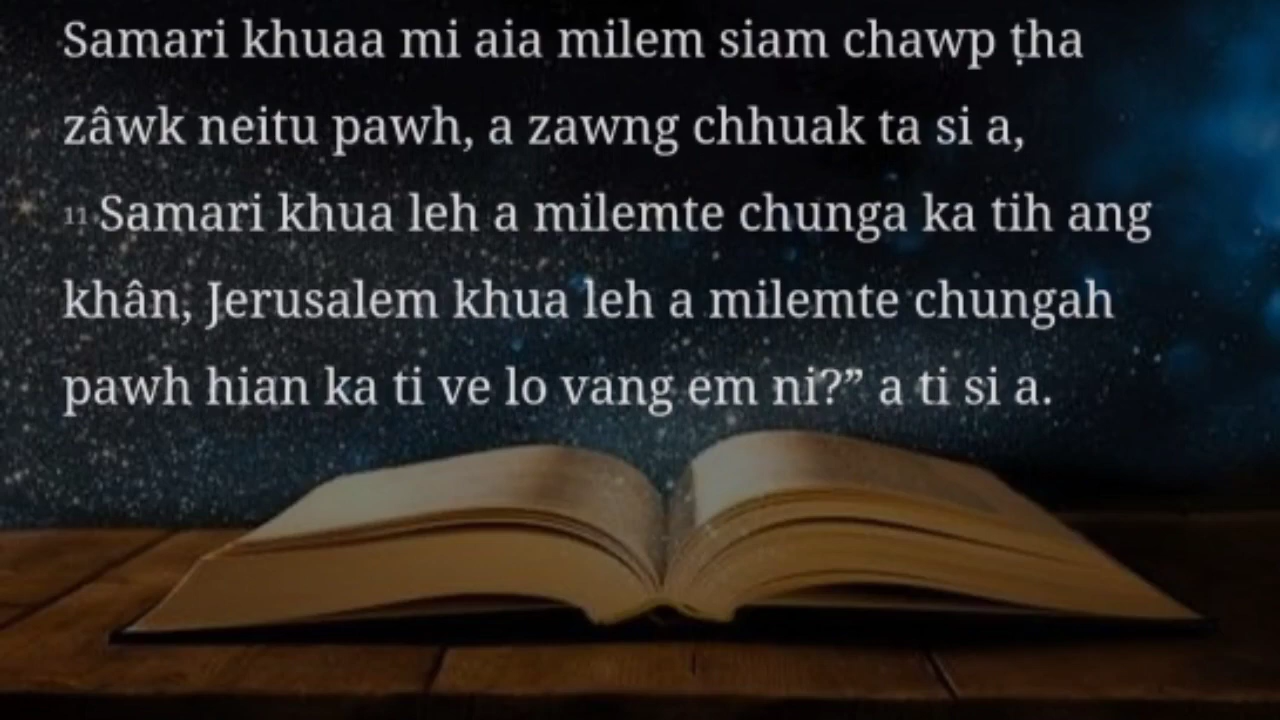 Samari khuaa mi aia milem siam chawp ṭha
zâwk neitu pawh, a zawng chhuak ta si a,
11 Samari khua leh a milemte chunga ka tih ang
khân, Jerusalem khua leh a milemte chungah
pawh hian ka ti ve lo vang em ni?” a ti si a.